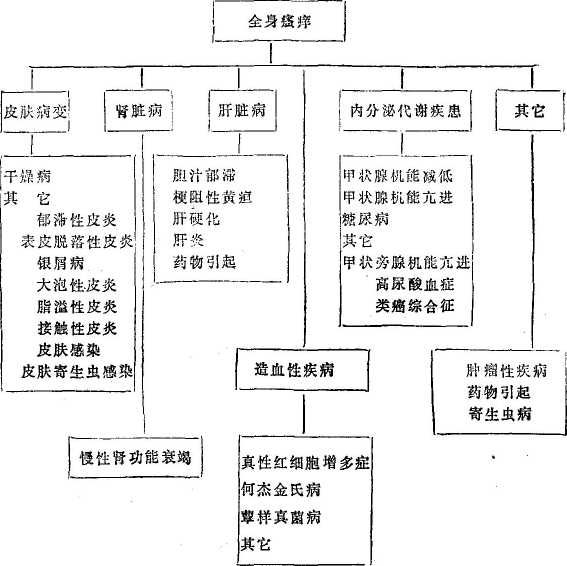 全身瘙痒
皮肤病变
肾脏病
肝脏病
内分泌代谢疾患
其它
干燥病
其它
郁滞性皮炎
表皮脱落性皮炎
银屑病
大泡性皮炎
脂溢性皮炎
接触性皮炎
皮肤感染
皮肤寄生虫感染
慢性肾功能衰竭
胆汁郁滞
梗阻性黄疸
肝硬化
肝炎
药物引起
造血性疾病
真性红细胞增多症
何杰金氏病
蕈样真菌病
其它
甲状腺机能减低
甲状腺机能亢进
糖尿病
其它
甲状旁腺机能亢进
高尿酸血症
类癌综合征
肿瘤性疾病
药物引起
寄生虫病